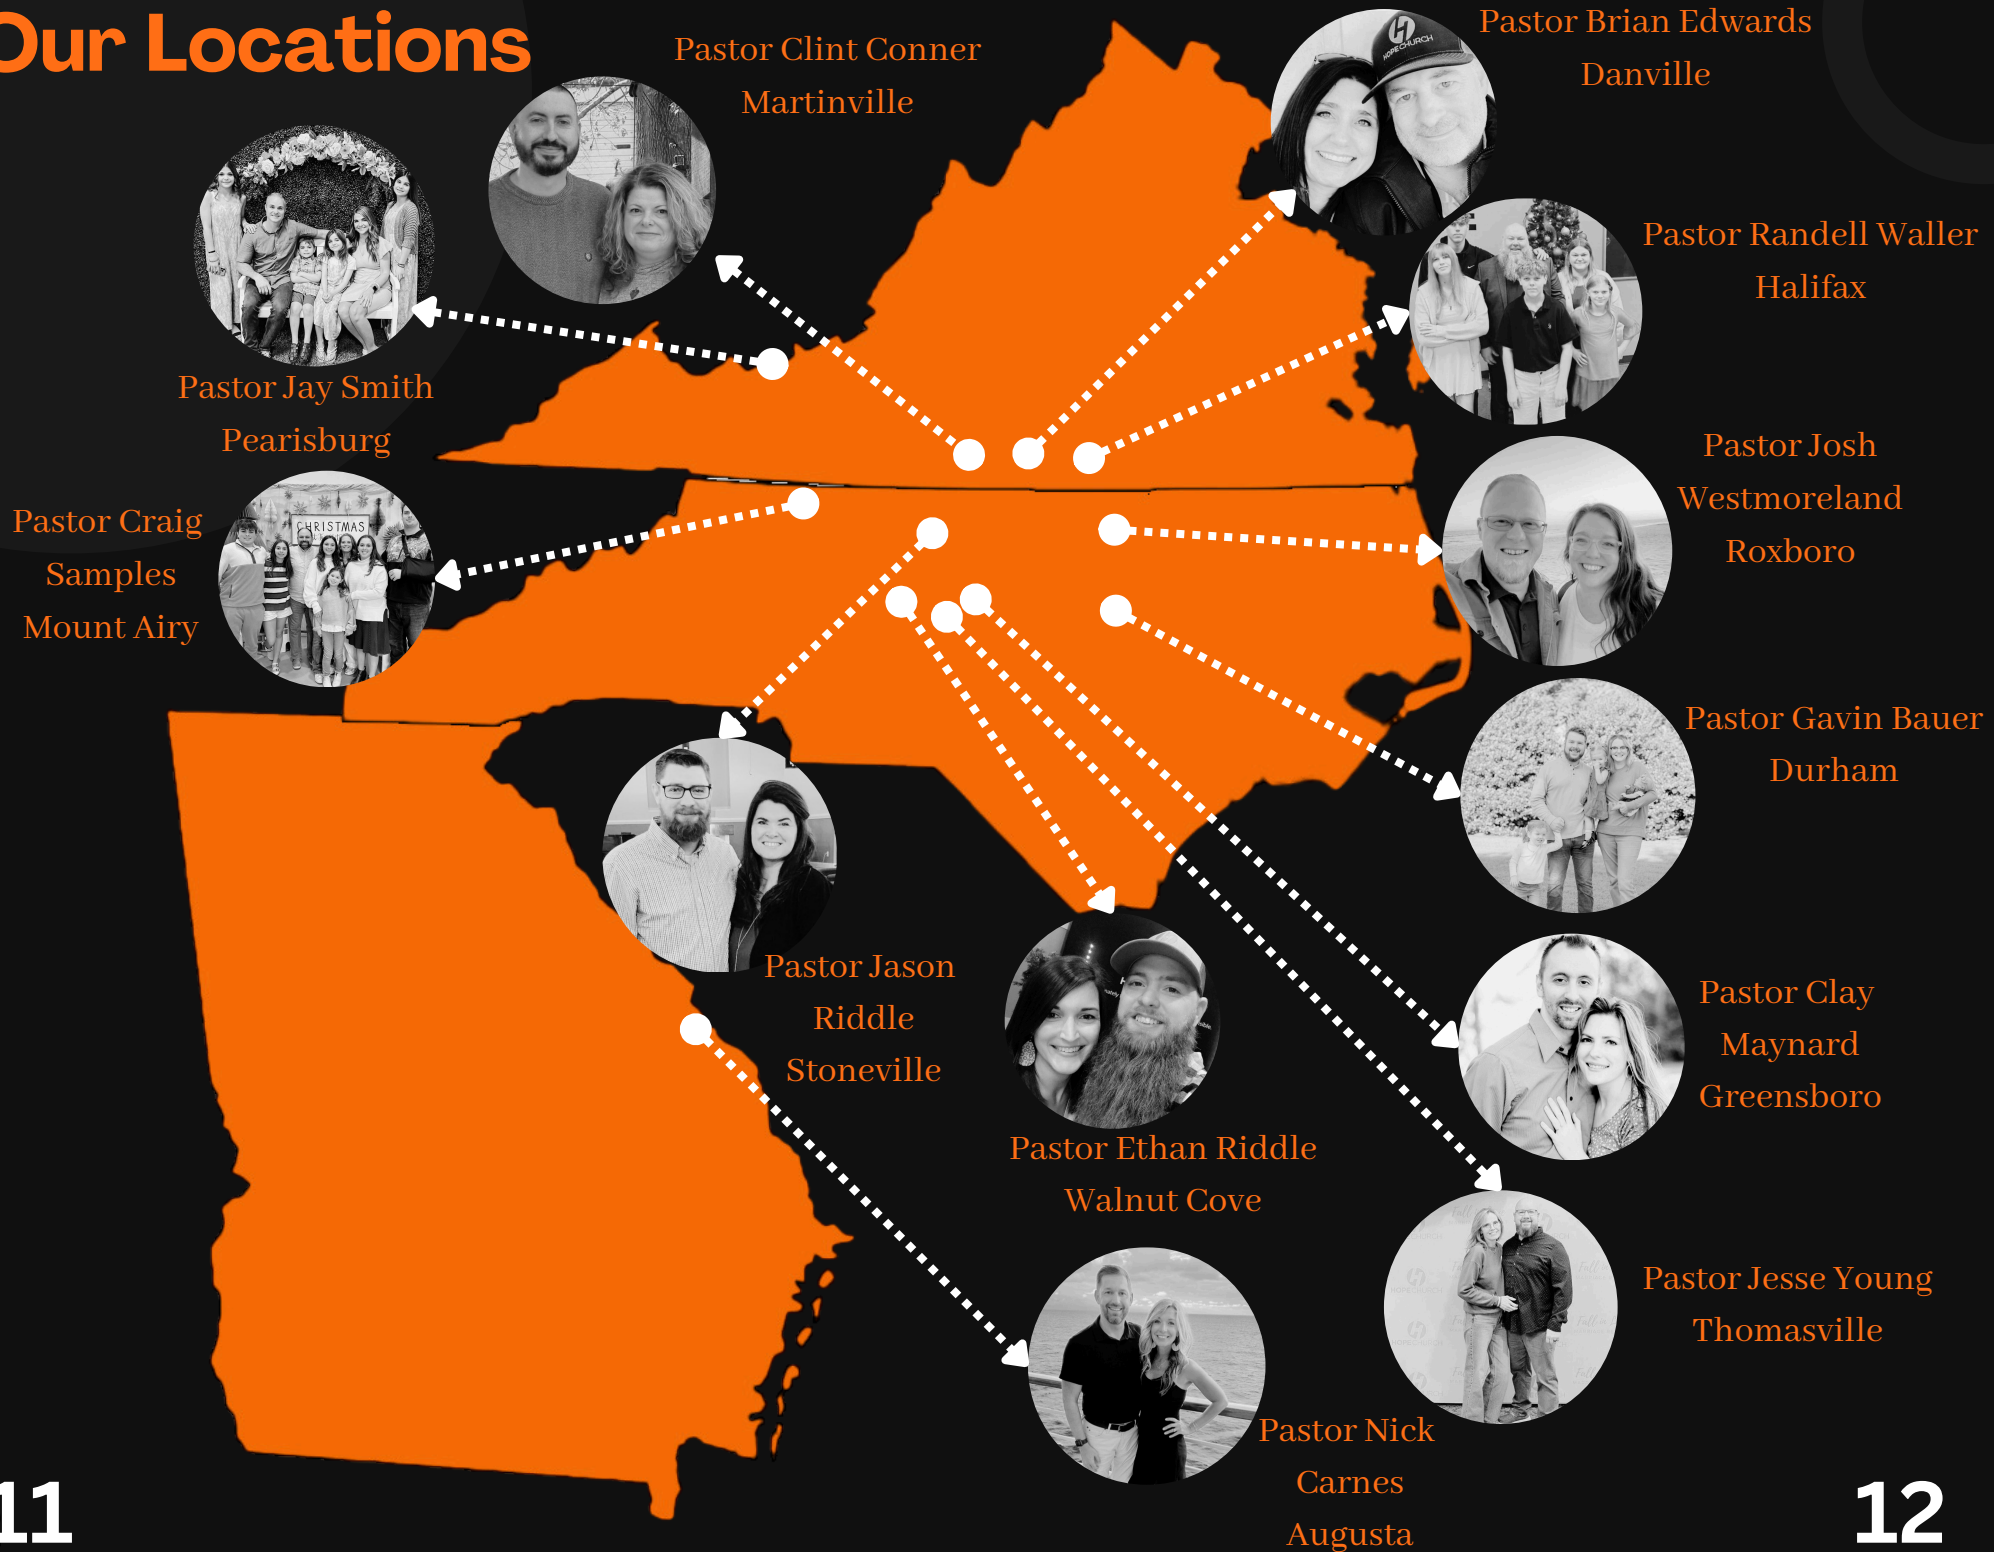 Our Locations
Pastor Clint Conner
Martinville
Pastor Brian Edwards
Danville
HOPECHURCH
Pastor Randell Waller
Halifax
Pastor Jay Smith
Pearisburg
Pastor Josh
Westmoreland
Roxboro
Pastor Craig
Samples
Mount Airy
CHRISTMAS
Pastor Gavin Bauer
Durham
Pastor Jason
Riddle
Stoneville
Pastor Clay
Maynard
Greensboro
Pastor Ethan Riddle
Walnut Cove
Pastor Jesse Young
Thomasville
Pastor Nick
Carnes
Augusta
11
12